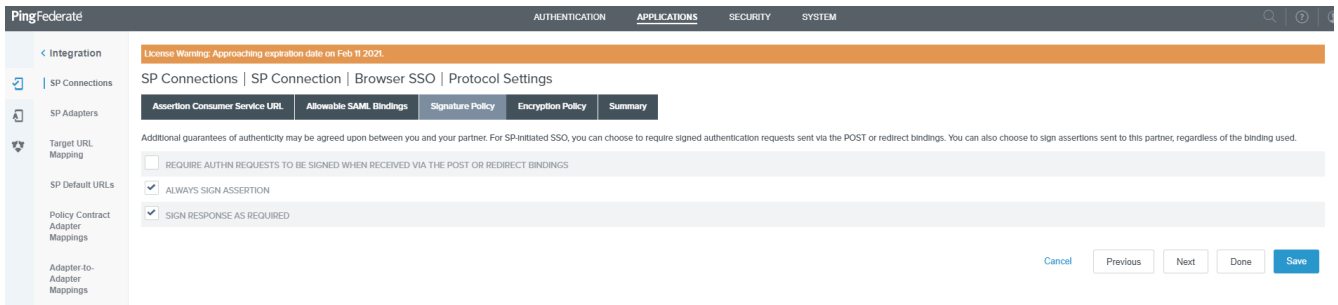 PingFederate
AUTHENTICATION
APPLICATIONS
SECURITY
SYSTEM
Integration
License Warning: Approaching expiration date on Feb 11 2021.
SP Connections
SP Adapters
Target URL
Mapping
SP Default URLs
Policy Contract
Adapter
Mappings
Adapter-to-
Adapter
Mappings
SP Connections | SP Connection | Browser SSO | Protocol Settings
Assertion Consumer Service URL
Allowable SAML Bindings
Signature Policy
Encryption Policy
Summary
Additional guarantees of authenticity may be agreed upon between you and your partner. For SP-initiated SSO, you can choose to require signed authentication requests sent via the POST or redirect bindings. You can also choose to sign assertions sent to this partner, regardless of the binding used.
REQUIRE AUTHN REQUESTS TO BE SIGNED WHEN RECEIVED VIA THE POST OR REDIRECT BINDINGS
ALWAYS SIGN ASSERTION
SIGN RESPONSE AS REQUIRED
Cancel
Previous
Next
Done
Save